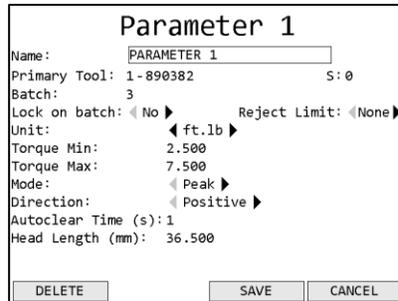 Parameter 1
Name: PARAMETER 1
Primary Tool: 1-890382 S:0
Batch: 3
Lock on batch: No Reject Limit: None
Unit: ft.lb
Torque Min: 2.500
Torque Max: 7.500
Mode: Peak
Direction: Positive
Autoclear Time (s): 1
Head Length (mm): 36.500
DELETE SAVE CANCEL